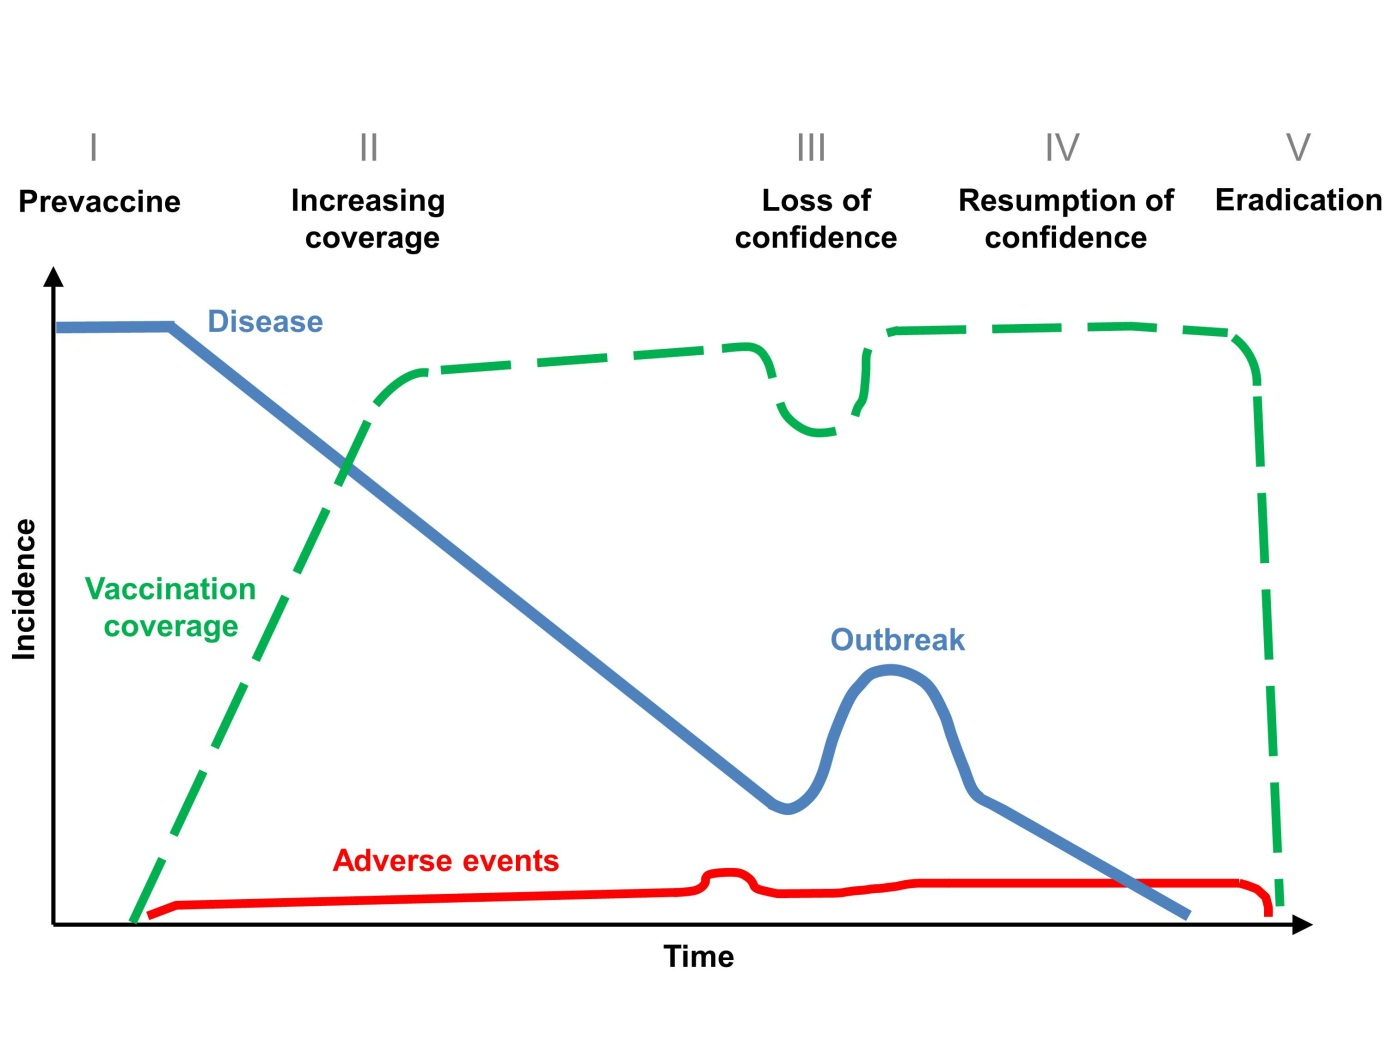 I
II
III
IV
V
Prevaccine
Increasing
coverage
Loss of
confidence
Resumption of
confidence
Eradication
Disease
Vaccination
coverage
Outbreak
Adverse events
Incidence
Time